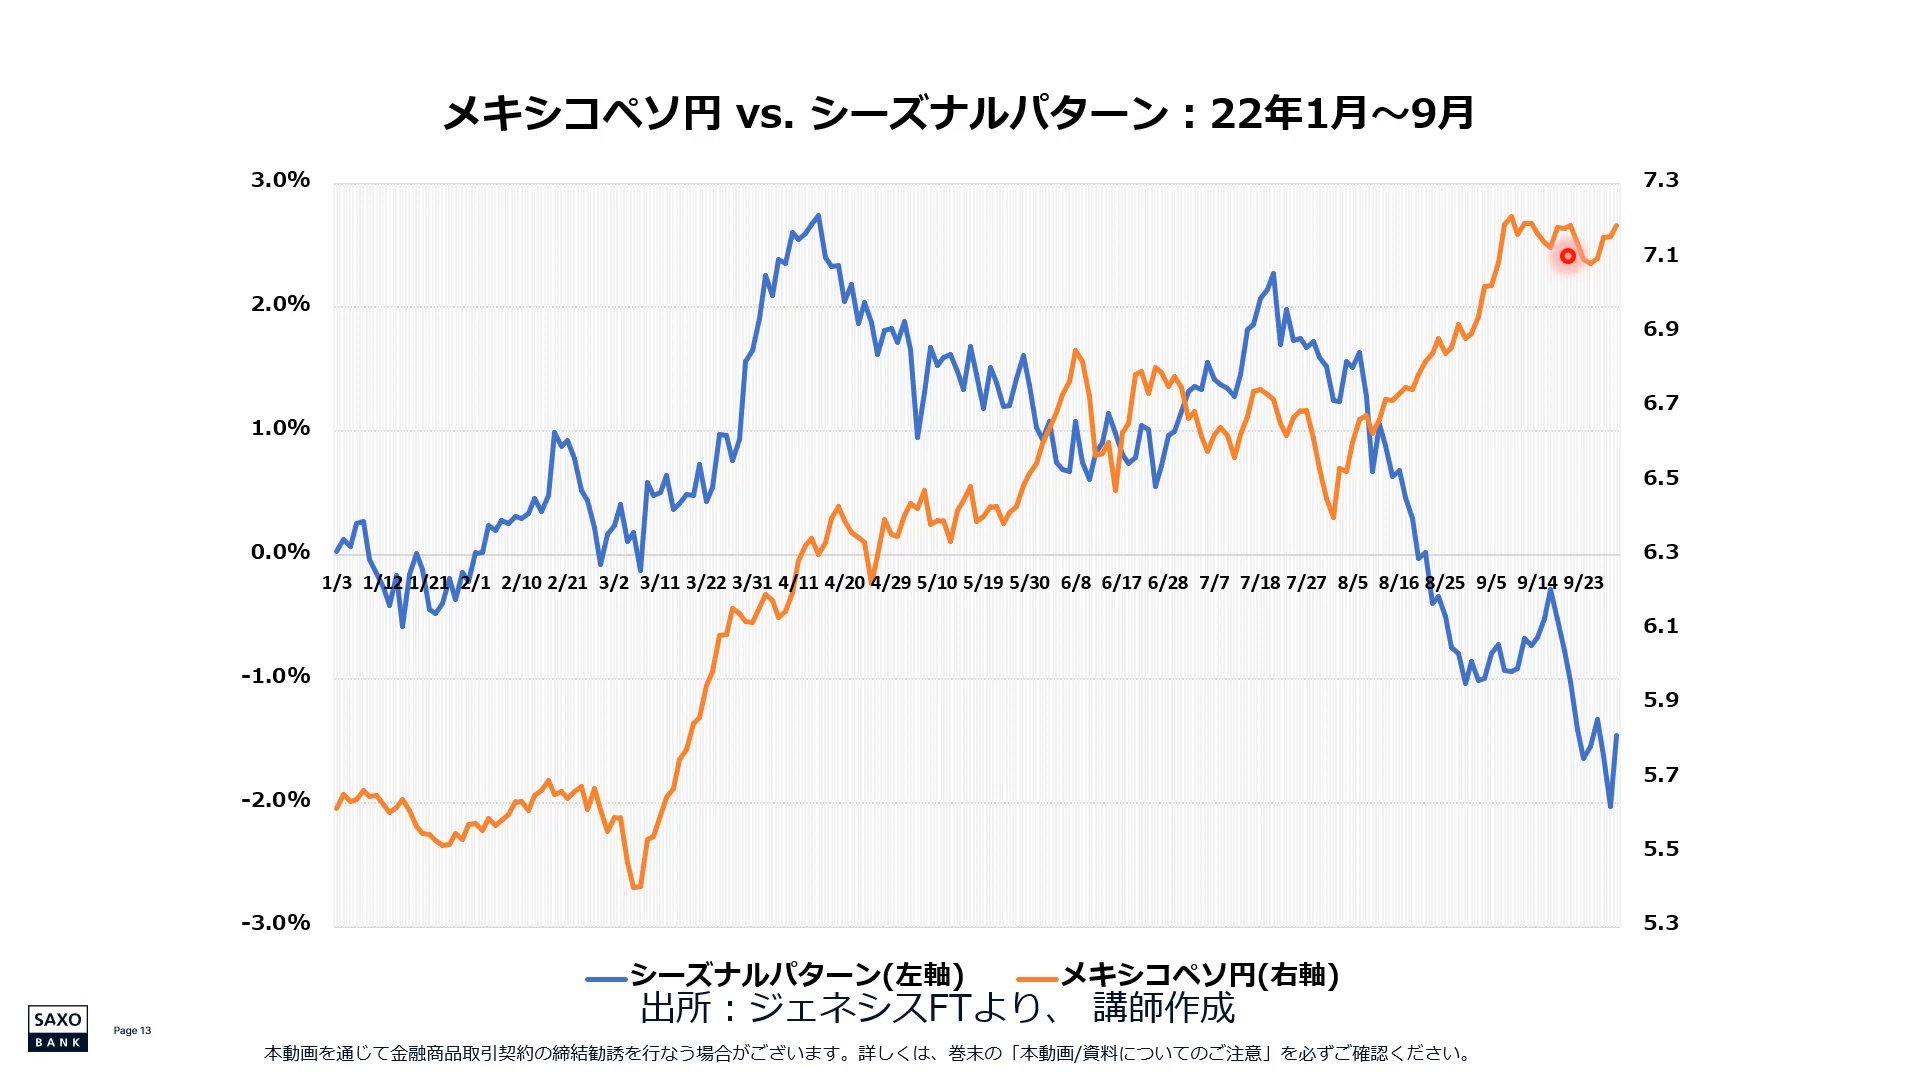 メキシコペソ円 vs. シーズナルパターン：22年1月～9月
3.0%
2.0%
1.0%
0.0%
-1.0%
-2.0%
-3.0%
7.3
7.1
6.9
6.7
6.5
6.3
6.1
5.9
5.7
5.5
5.3
1/3 1/12 1/21 2/1 2/10 2/21 3/2 3/11 3/22 3/31 4/11 4/20 4/29 5/10 5/19 5/30 6/8 6/17 6/28 7/7 7/18 7/27 8/5 8/16 8/25 9/5 9/14 9/23
シーズナルパターン(左軸) メキシコペソ円(右軸)
出所：ジェネシスFTより、 講師作成
SAXO
BANK
Page 13
本動画を通じて金融商品取引契約の締結勧誘を行なう場合がございます。詳しくは、巻末の「本動画/資料についてのご注意」を必ずご確認ください。